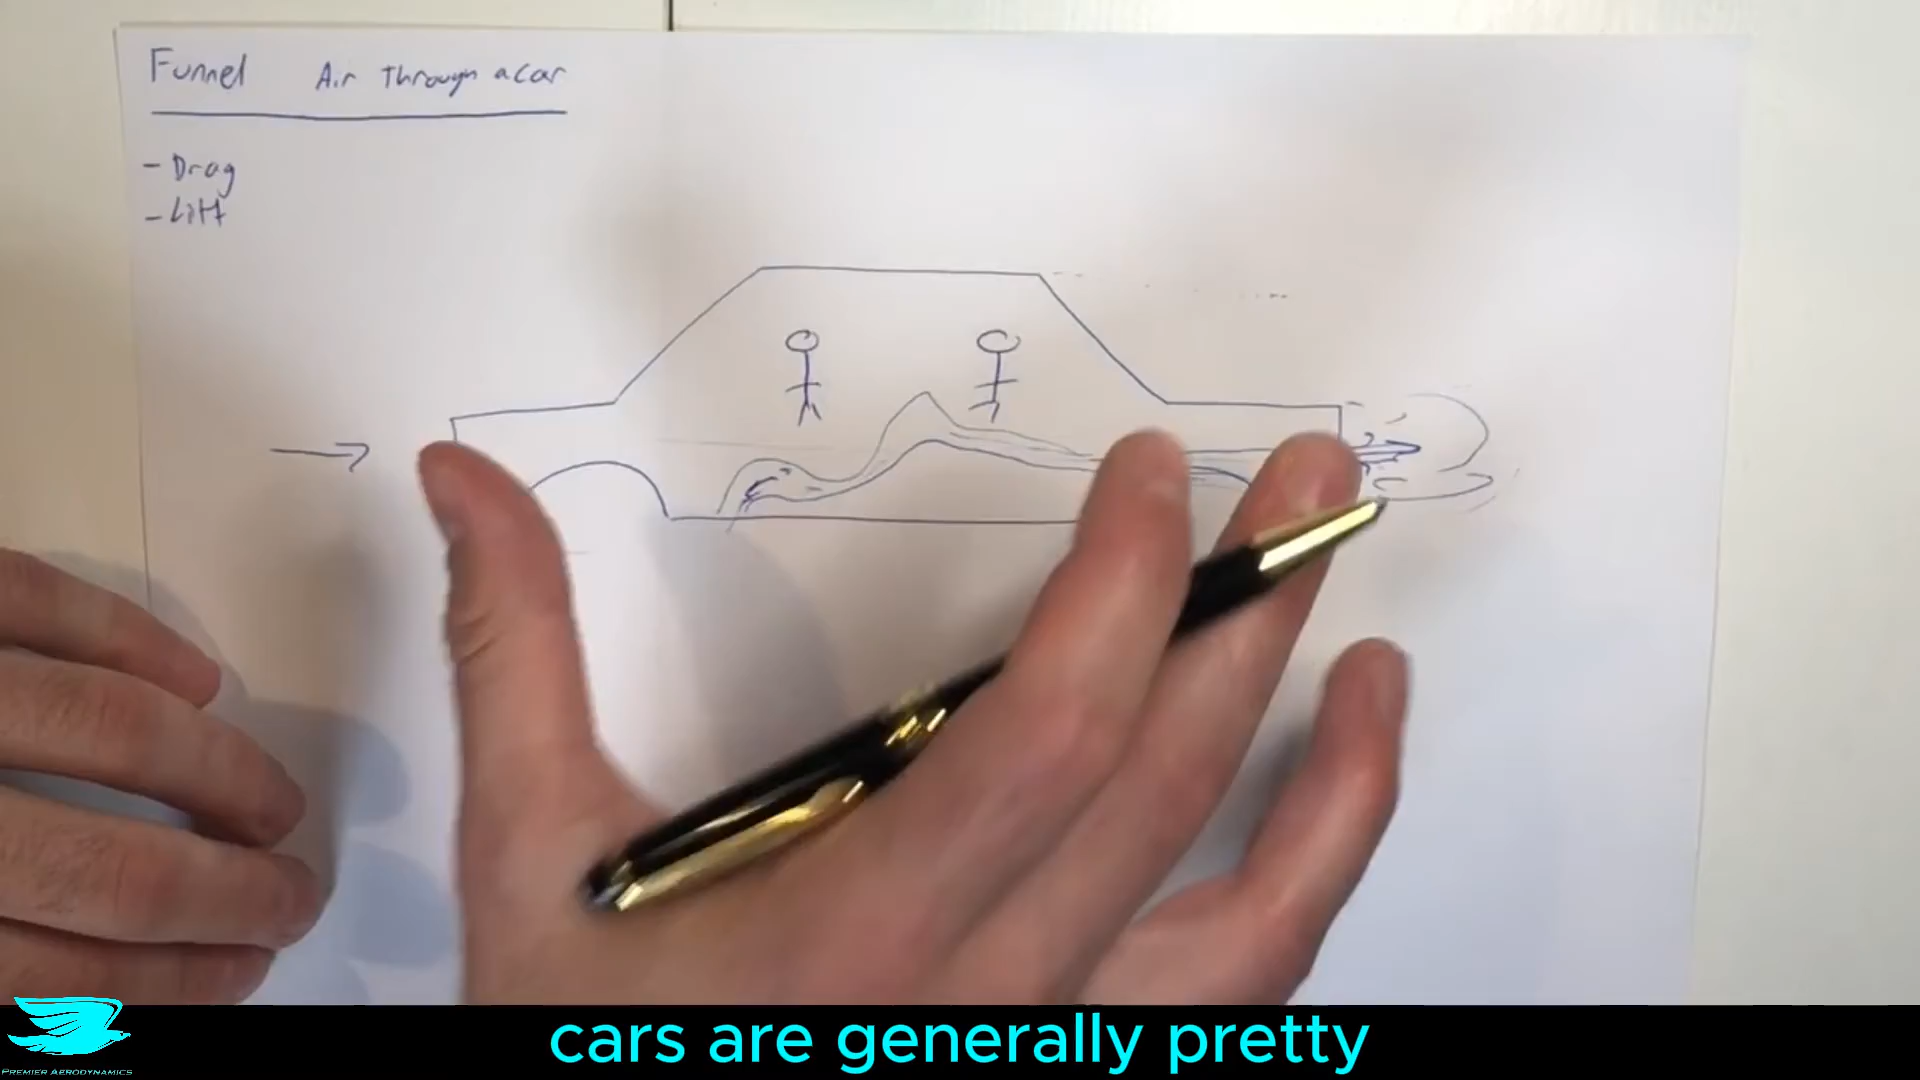 Funnel Air Through a car
- Drag
- Lift
cars are generally pretty
PREMIER AERODYNAMICS